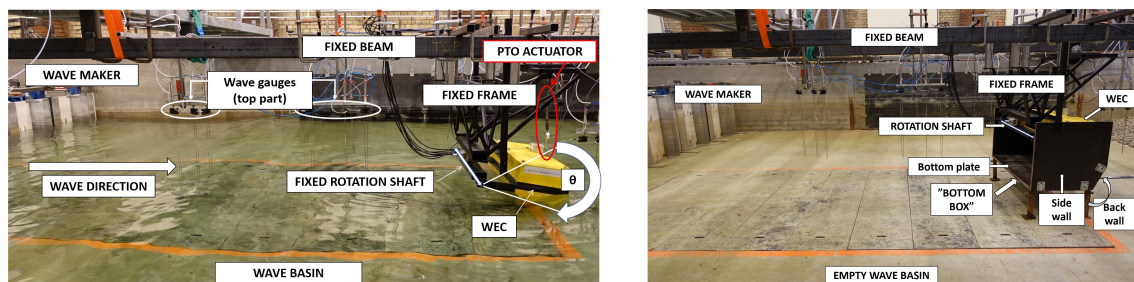 FIXED BEAM
PTO ACTUATOR
WAVE MAKER
Wave gauges
(top part)
FIXED FRAME
WAVE DIRECTION
FIXED ROTATION SHAFT
θ
WEC
WAVE BASIN
FIXED BEAM
FIXED FRAME
WAVE MAKER
WEC
ROTATION SHAFT
Bottom plate
"BOTTOM
BOX"
Side
wall
Back
wall
EMPTY WAVE BASIN